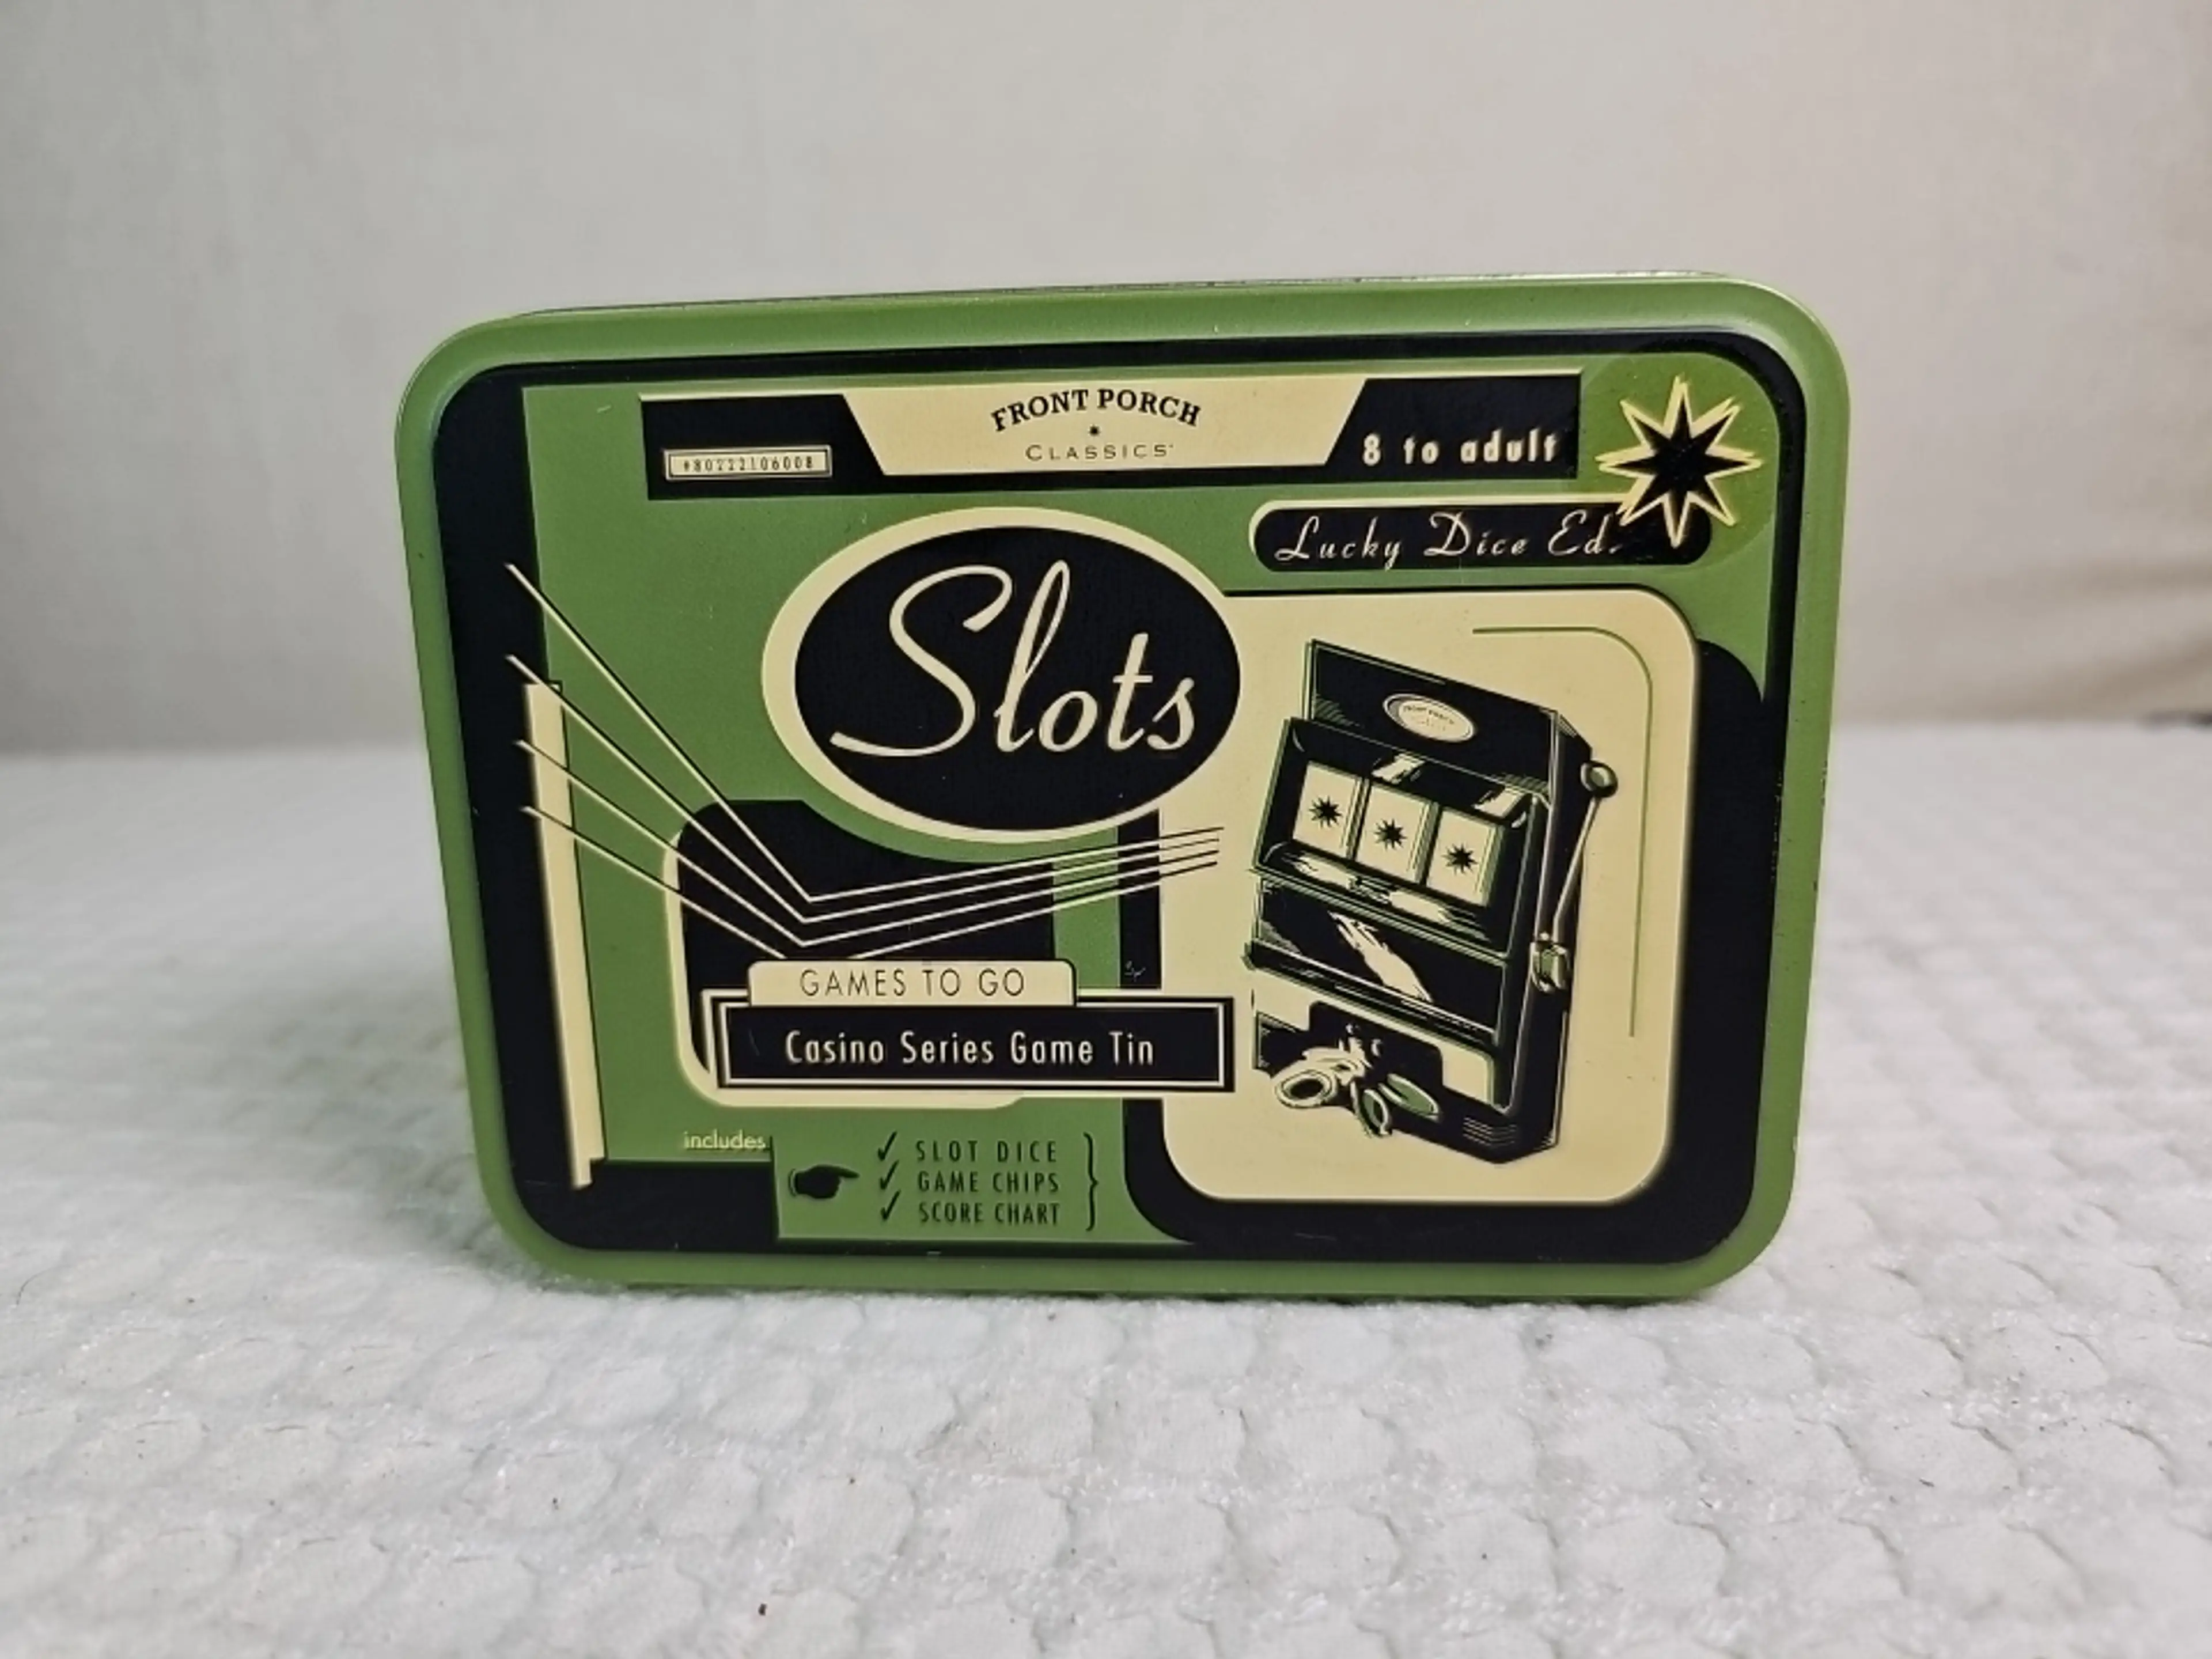 FRONT PORCH
CLASSICS
#80222106008
8 to adult
Lucky Dice Ed.
Slots
GAMES TO GO
Casino Series Game Tin
includes
✓ SLOT DICE
✓ GAME CHIPS
✓ SCORE CHART